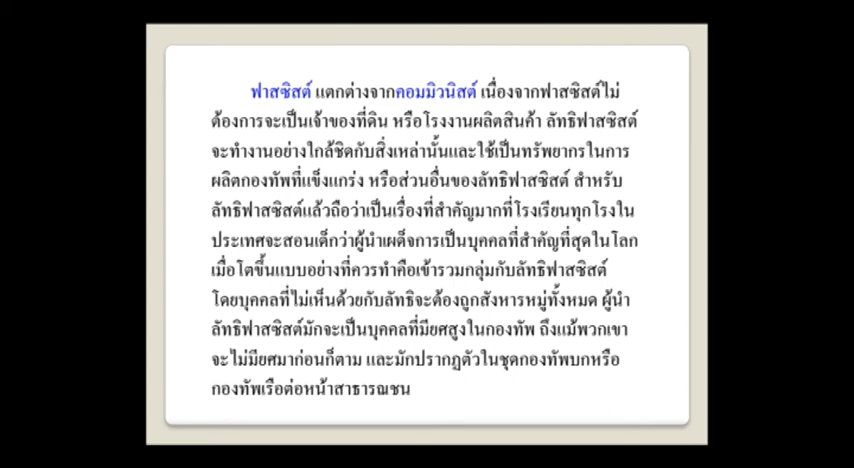 ฟาสซิสต์ แตกต่างจากคอมมิวนิสต์ เนื่องจากฟาสซิสต์ไม่
ต้องการจะเป็นเจ้าของที่ดิน หรือโรงงานผลิตสินค้า ลัทธิฟาสซิสต์
จะทำงานอย่างใกล้ชิดกับสิ่งเหล่านั้นและใช้เป็นทรัพยากรในการ
ผลิตกองทัพที่แข็งแกร่ง หรือส่วนอื่นของลัทธิฟาสซิสต์ สำหรับ
ลัทธิฟาสซิสต์แล้วถือว่าเป็นเรื่องที่สำคัญมากที่โรงเรียนทุกโรงใน
ประเทศจะสอนเด็กว่าผู้นำเผด็จการเป็นบุคคลที่สำคัญที่สุดในโลก
เมื่อโตขึ้นแบบอย่างที่ควรทำคือเข้ารวมกลุ่มกับลัทธิฟาสซิสต์
โดยบุคคลที่ไม่เห็นด้วยกับลัทธิจะต้องถูกสังหารหมู่ทั้งหมด ผู้นำ
ลัทธิฟาสซิสต์มักจะเป็นบุคคลที่มียศสูงในกองทัพ ถึงแม้พวกเขา
จะไม่มียศมาก่อนก็ตาม และมักปรากฏตัวในชุดกองทัพบกหรือ
กองทัพเรือต่อหน้าสาธารณชน